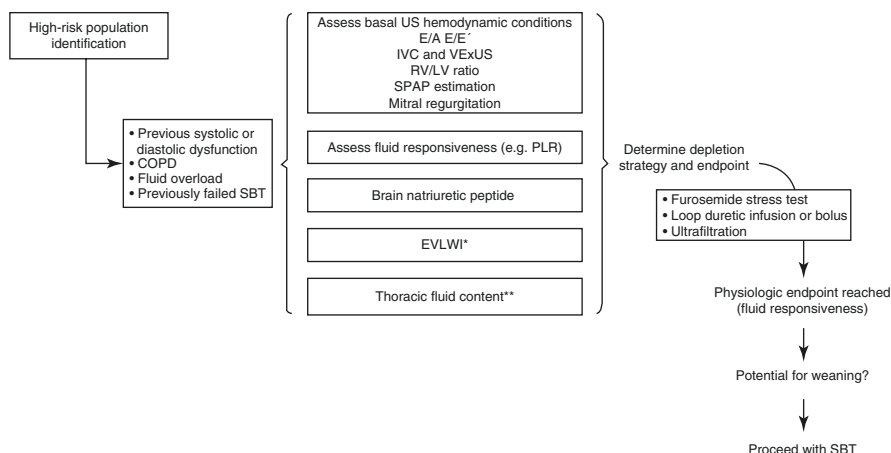 High-risk population
identification
• Previous systolic or
diastolic dysfunction
• COPD
• Fluid overload
• Previously failed SBT
Assess basal US hemodynamic conditions
E/A E/E´
IVC and VExUS
RV/LV ratio
SPAP estimation
Mitral regurgitation
Assess fluid responsiveness (e.g. PLR)
Brain natriuretic peptide
EVLWI*
Thoracic fluid content**
Determine depletion
strategy and endpoint
• Furosemide stress test
• Loop duretic infusion or bolus
• Ultrafiltration
Physiologic endpoint reached
(fluid responsiveness)
Potential for weaning?
Proceed with SBT